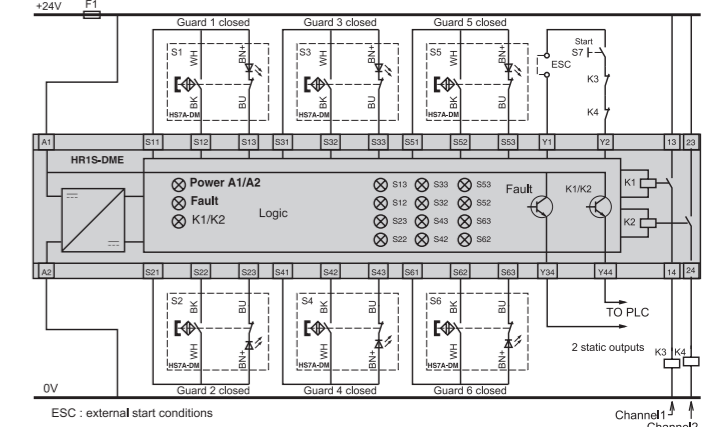 +24V F1
Guard 1 closed Guard 3 closed Guard 5 closed
S1 WH BN+ S3 WH BN+ S5 WH BN+
Start
S7
ESC
K3
BK BU BK BU BK BU
K4
HS7A-DM HS7A-DM HS7A-DM
A1 S11 S12 S13 S31 S32 S33 S51 S52 S53 Y1 Y2 13 23
HR1S-DME
Power A1/A2
Fault
K1/K2
Logic
S13 S33 S53
S12 S32 S52
S23 S43 S63
S22 S42 S62
Fault K1/K2
K1
K2
A2 S21 S22 S23 S41 S42 S43 S61 S62 S63 Y34 Y44 14 24
S2 BK BU S4 BK BU S6 BK BU
TO PLC
WH BN+ WH BN+ WH BN+
HS7A-DM HS7A-DM HS7A-DM
2 static outputs
K3 K4
0V
Guard 2 closed Guard 4 closed Guard 6 closed
ESC : external start conditions
Channel1
Channel2